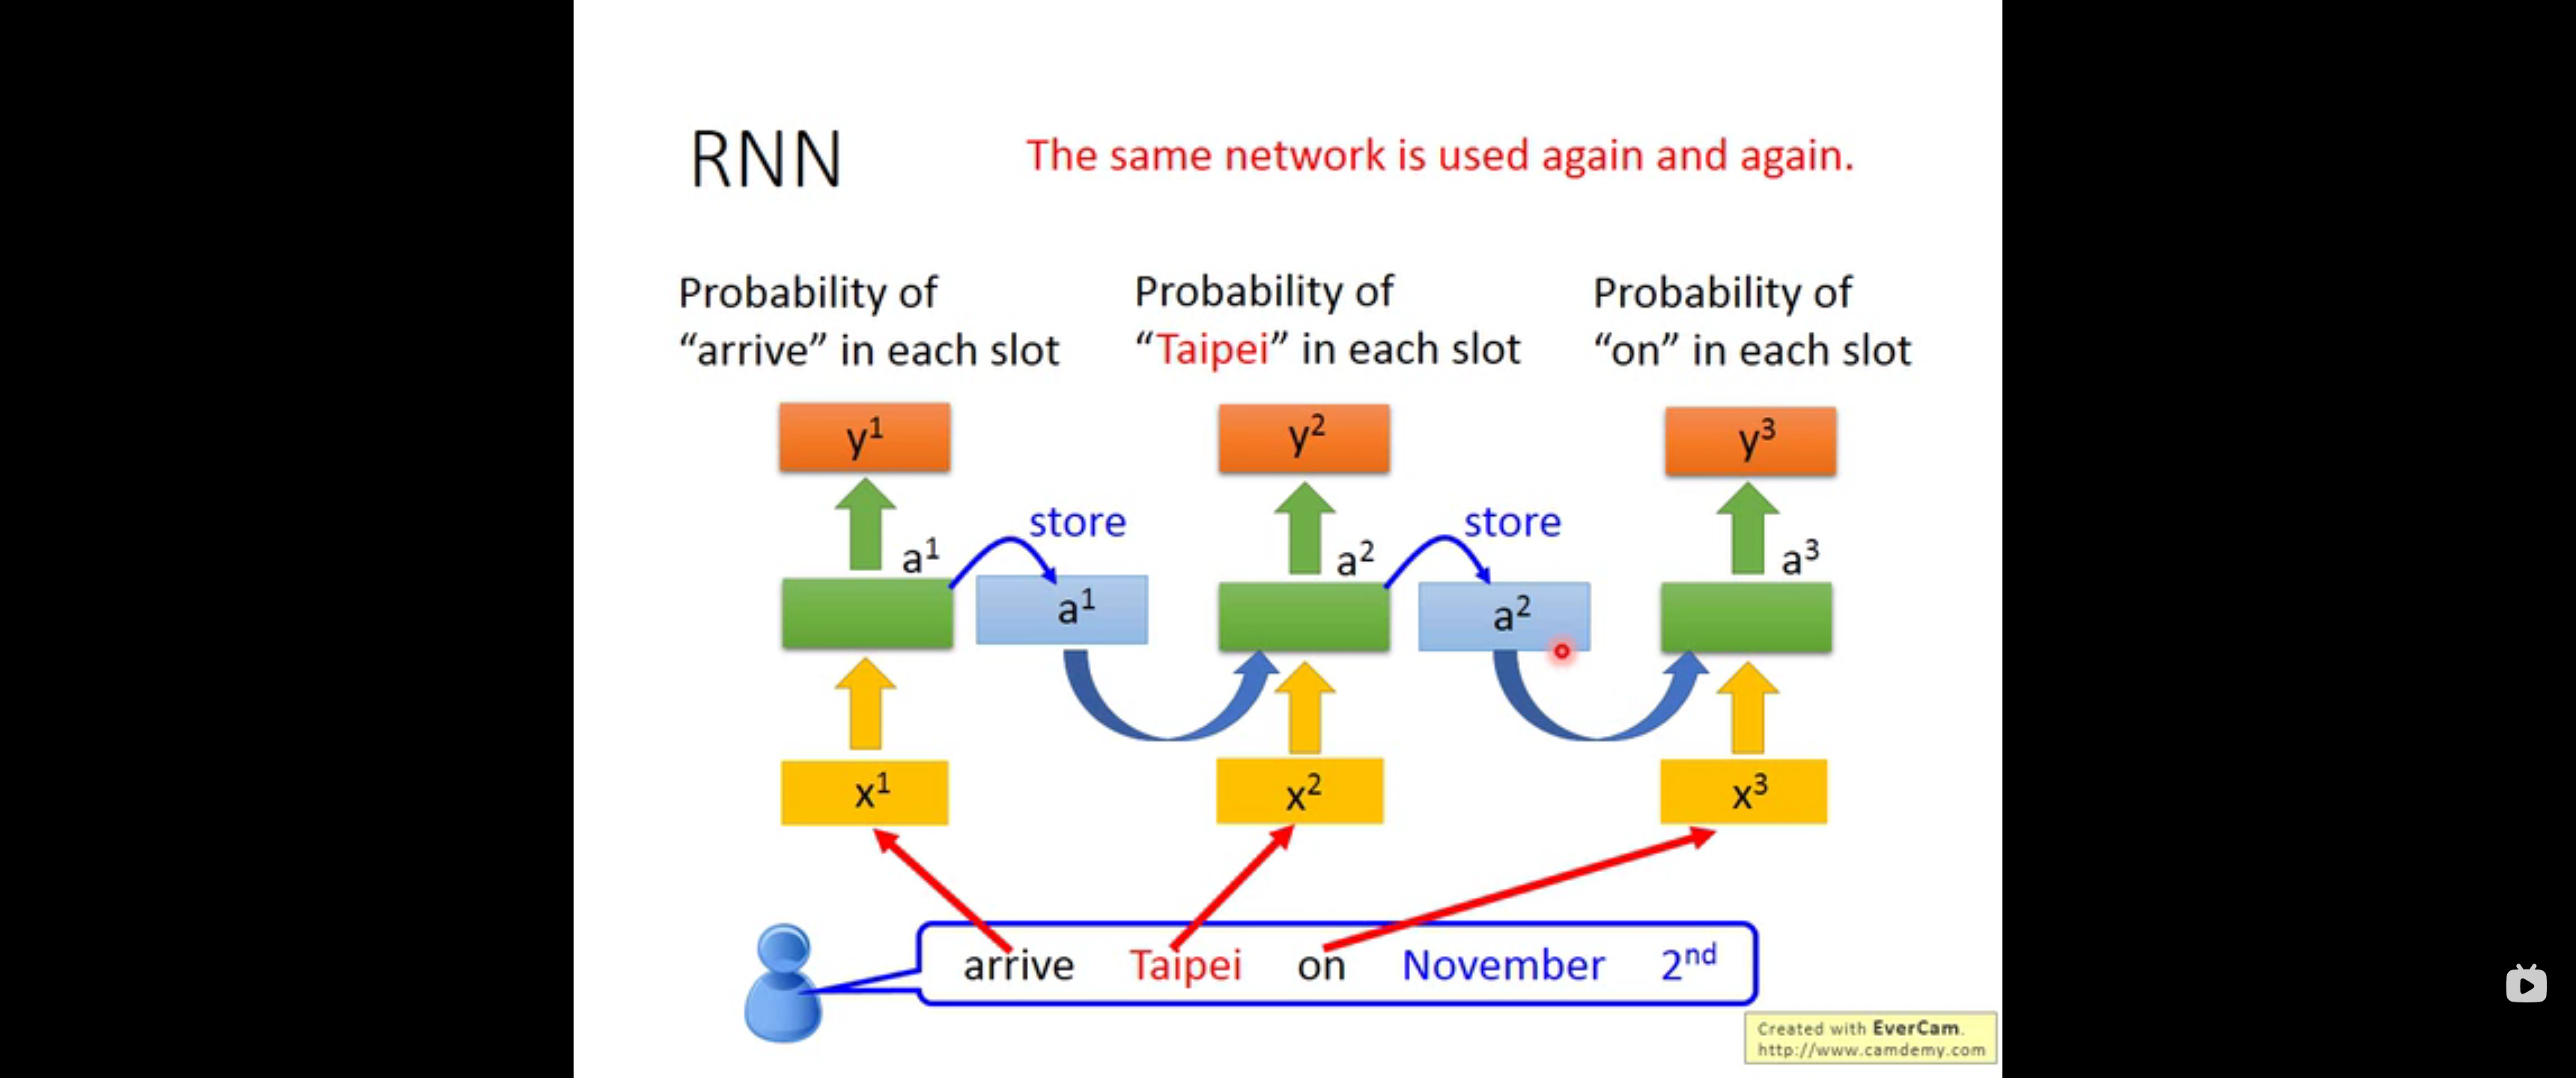 RNN
The same network is used again and again.
Probability of
“arrive” in each slot
Probability of
“Taipei” in each slot
Probability of
“on” in each slot
y¹
y²
y³
store
store
a¹
a²
a³
a¹
a²
x¹
x²
x³
arrive Taipei on November 2ⁿᵈ
Created with EverCam.
http://www.camdemy.com